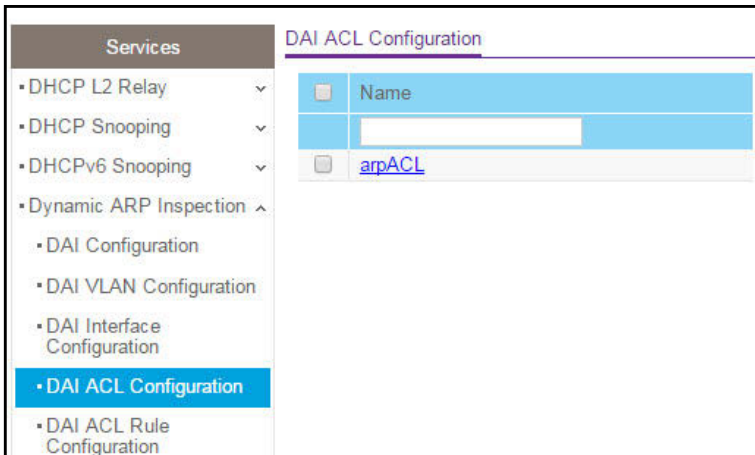 Services
DHCP L2 Relay
DHCP Snooping
DHCPv6 Snooping
Dynamic ARP Inspection
DAI Configuration
DAI VLAN Configuration
DAI Interface
Configuration
DAI ACL Configuration
DAI ACL Rule
Configuration
DAI ACL Configuration
Name
arpACL